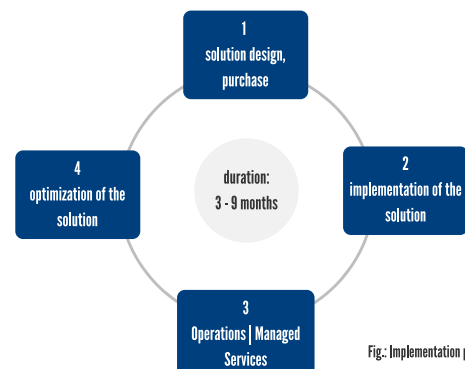 1
solution design,
purchase
2
implementation of the
solution
3
Operations | Managed
Services
4
optimization of the
solution
duration:
3 - 9 months
Fig.: Implementation